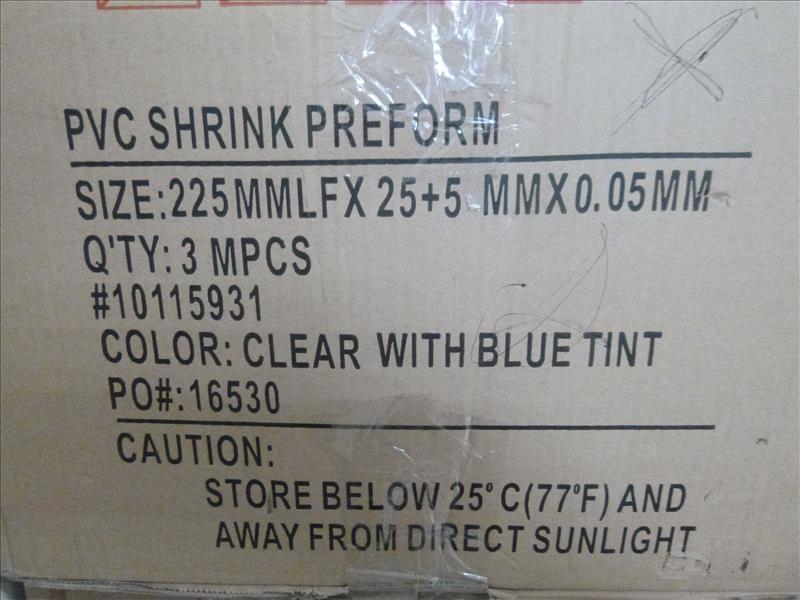 PVC SHRINK PREFORM
SIZE:225MMLFX 25+5 MMX0.05MM
Q'TY: 3 MPCS
#10115931
COLOR: CLEAR WITH BLUE TINT
PO#:16530
CAUTION:
STORE BELOW 25°C(77°F) AND
AWAY FROM DIRECT SUNLIGHT